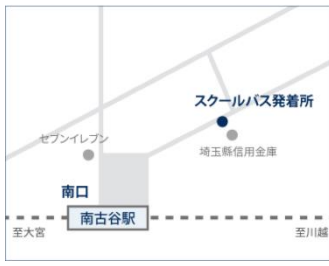 スクールバス発着所
セブンイレブン
埼玉縣信用金庫
南口
南古谷駅
至大宮
至川越